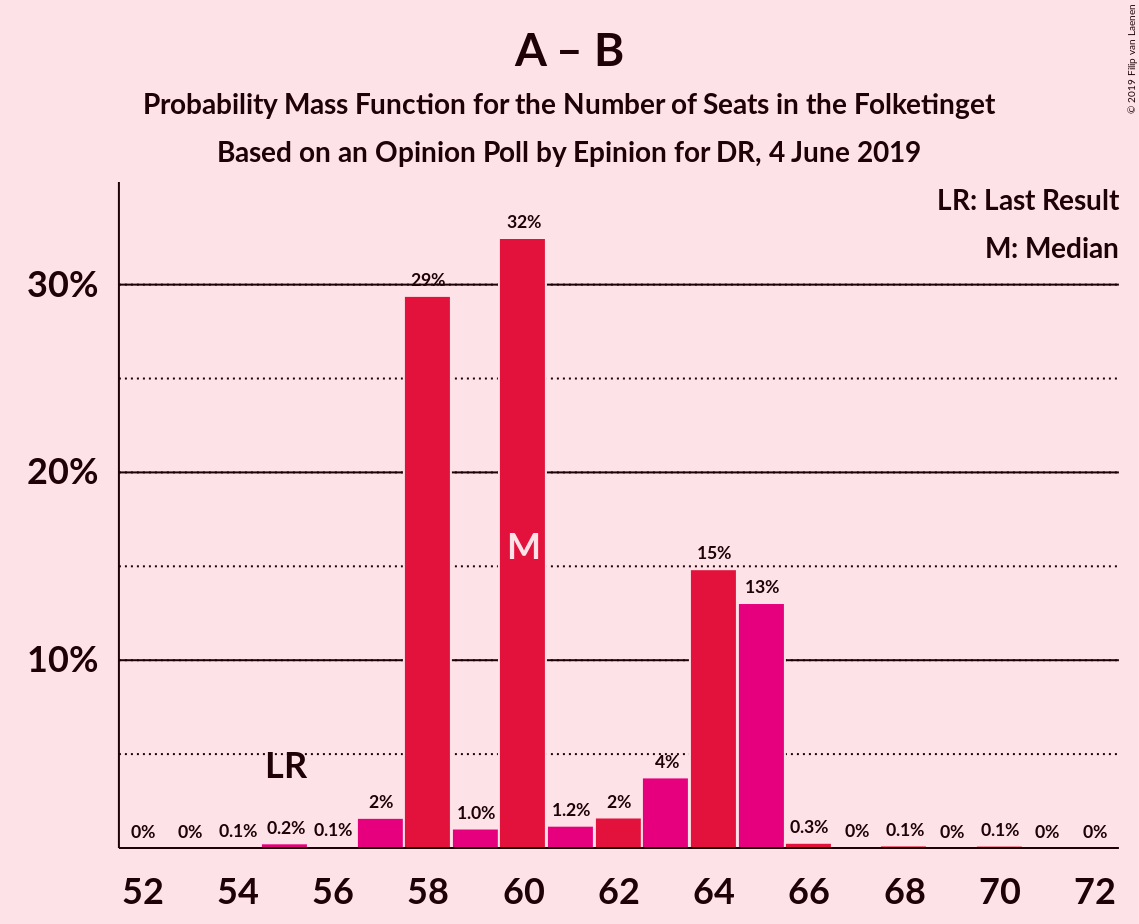 A – B
Probability Mass Function for the Number of Seats in the Folketinget
Based on an Opinion Poll by Epinion for DR, 4 June 2019
© 2019 Filip van Laenen
LR: Last Result
M: Median
30%
20%
10%
0%
0%
0.1%
0.2%
0.1%
2%
29%
1.0%
32%
1.2%
2%
4%
15%
13%
0.3%
0%
0.1%
0%
0.1%
0%
0%
LR
M
52 54 56 58 60 62 64 66 68 70 72